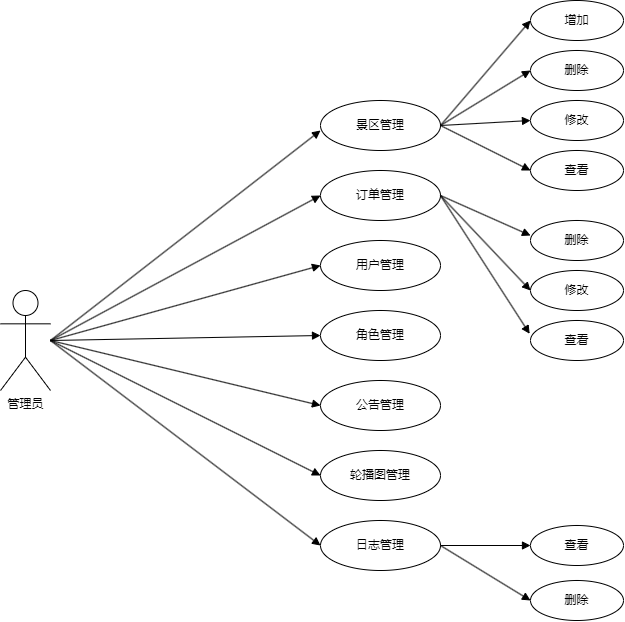 增加
删除
景区管理
修改
查看
订单管理
删除
用户管理
修改
角色管理
查看
管理员
公告管理
轮播图管理
日志管理
查看
删除